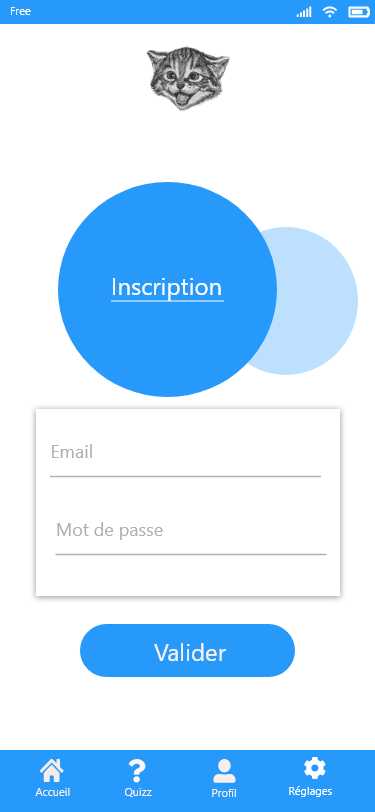 Free
Inscription
Email
Mot de passe
Valider
Accueil
Quizz
Profil
Réglages